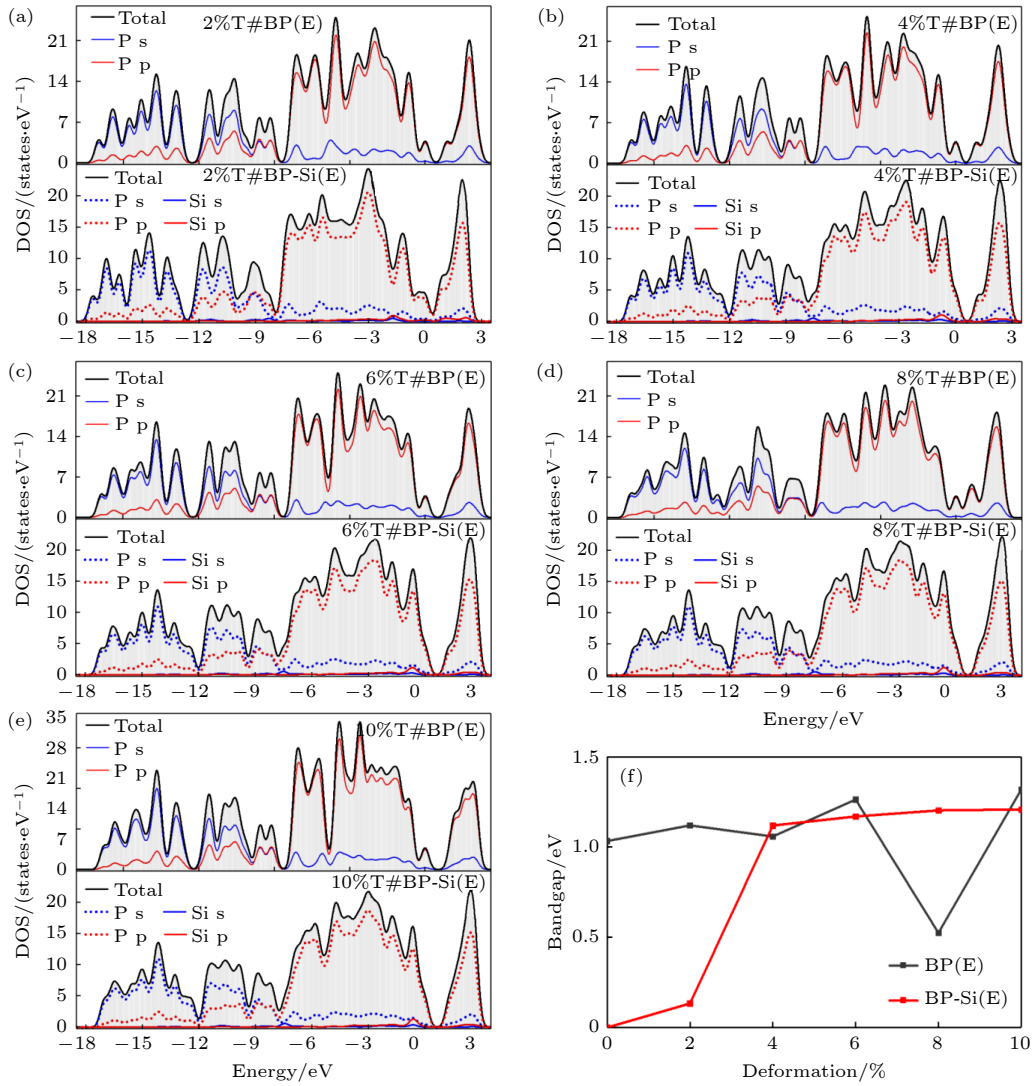 (a)
2%T#BP(E)
Total
P s
P p
21
14
7
0
DOS/(states·eV⁻¹)
2%T#BP-Si(E)
Total
P s Si s
P p Si p
20
15
10
5
0
−18 −15 −12 −9 −6 −3 0 3
(b)
4%T#BP(E)
Total
P s
P p
21
14
7
0
DOS/(states·eV⁻¹)
4%T#BP-Si(E)
Total
P s Si s
P p Si p
20
15
10
5
0
−18 −15 −12 −9 −6 −3 0 3
(c)
6%T#BP(E)
Total
P s
P p
21
14
7
0
DOS/(states·eV⁻¹)
6%T#BP-Si(E)
Total
P s Si s
P p Si p
20
15
10
5
0
−18 −15 −12 −9 −6 −3 0 3
(d)
8%T#BP(E)
Total
P s
P p
21
14
7
0
DOS/(states·eV⁻¹)
8%T#BP-Si(E)
Total
P s Si s
P p Si p
20
15
10
5
0
−18 −15 −12 −9 −6 −3 0 3
Energy/eV
(e)
10%T#BP(E)
Total
P s
P p
35
28
21
14
7
0
DOS/(states·eV⁻¹)
10%T#BP-Si(E)
Total
P s Si s
P p Si p
20
15
10
5
0
−18 −15 −12 −9 −6 −3 0 3
Energy/eV
(f)
1.5
1.0
0.5
0
Bandgap/eV
BP(E)
BP-Si(E)
0 2 4 6 8 10
Deformation/%